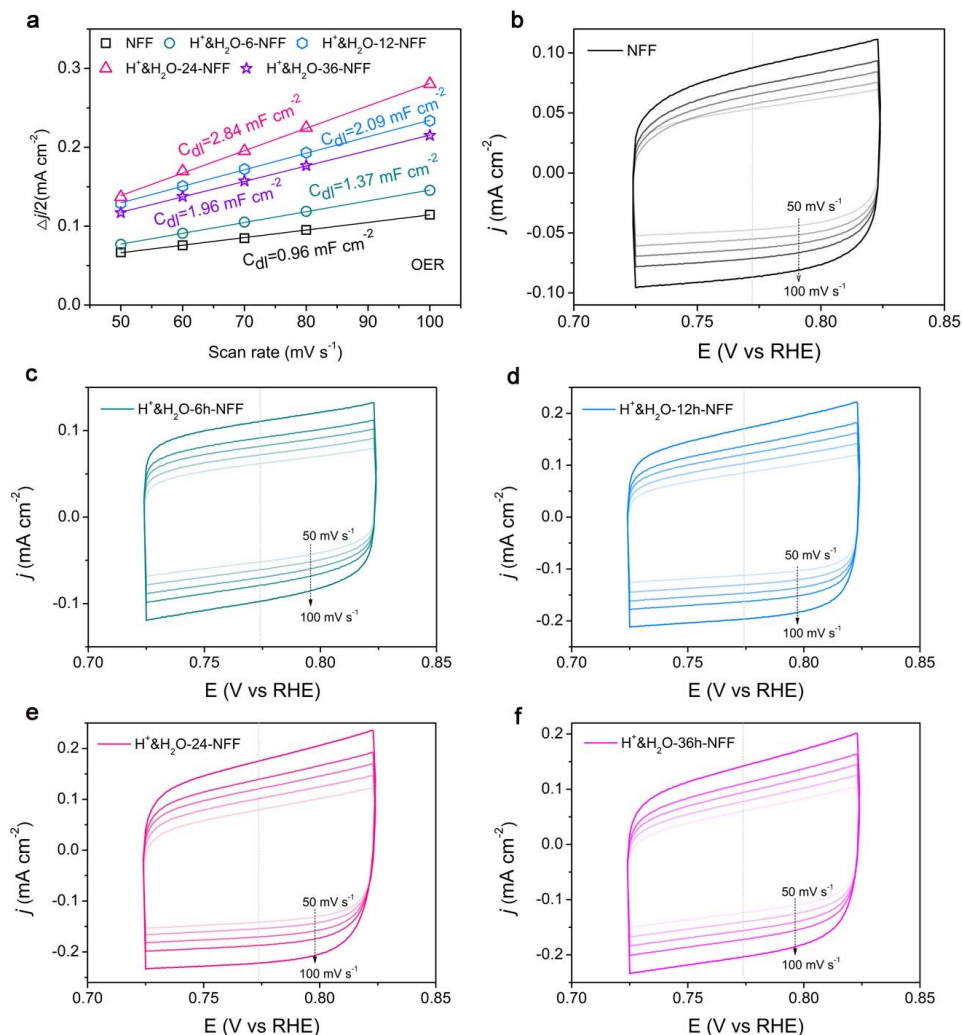 a
NFF H⁺&H₂O-6-NFF H⁺&H₂O-12-NFF
H⁺&H₂O-24-NFF H⁺&H₂O-36-NFF
0.3
0.2
0.1
0.0
Δj/2(mA cm⁻²)
C_dl=2.84 mF cm⁻²
C_dl=2.09 mF cm⁻²
C_dl=1.96 mF cm⁻²
C_dl=1.37 mF cm⁻²
C_dl=0.96 mF cm⁻²
OER
50 60 70 80 90 100
Scan rate (mV s⁻¹)
b
NFF
0.10
0.05
0.00
-0.05
-0.10
j (mA cm⁻²)
50 mV s⁻¹
100 mV s⁻¹
0.70 0.75 0.80 0.85
E (V vs RHE)
c
H⁺&H₂O-6h-NFF
0.1
0.0
-0.1
j (mA cm⁻²)
50 mV s⁻¹
100 mV s⁻¹
0.70 0.75 0.80 0.85
E (V vs RHE)
d
H⁺&H₂O-12h-NFF
0.2
0.1
0.0
-0.1
-0.2
j (mA cm⁻²)
50 mV s⁻¹
100 mV s⁻¹
0.70 0.75 0.80 0.85
E (V vs RHE)
e
H⁺&H₂O-24-NFF
0.2
0.1
0.0
-0.1
-0.2
j (mA cm⁻²)
50 mV s⁻¹
100 mV s⁻¹
0.70 0.75 0.80 0.85
E (V vs RHE)
f
H⁺&H₂O-36h-NFF
0.2
0.1
0.0
-0.1
-0.2
j (mA cm⁻²)
50 mV s⁻¹
100 mV s⁻¹
0.70 0.75 0.80 0.85
E (V vs RHE)